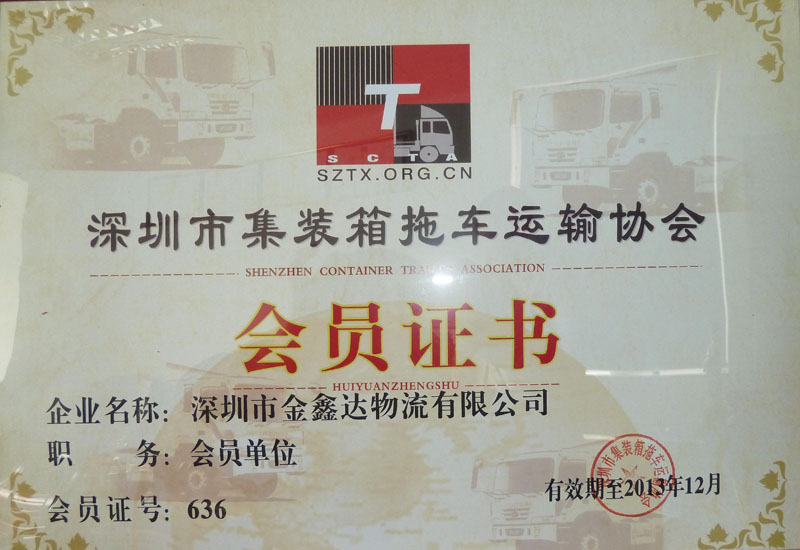 T
SCTA
SZTX.ORG.CN
深圳市集装箱拖车运输协会
SHENZHEN CONTAINER TRAILER ASSOCIATION
会员证书
HUIYUANZHENGSHU
企业名称：深圳市金鑫达物流有限公司
职 务：会员单位
有效期至2013年12月
会员证号：636